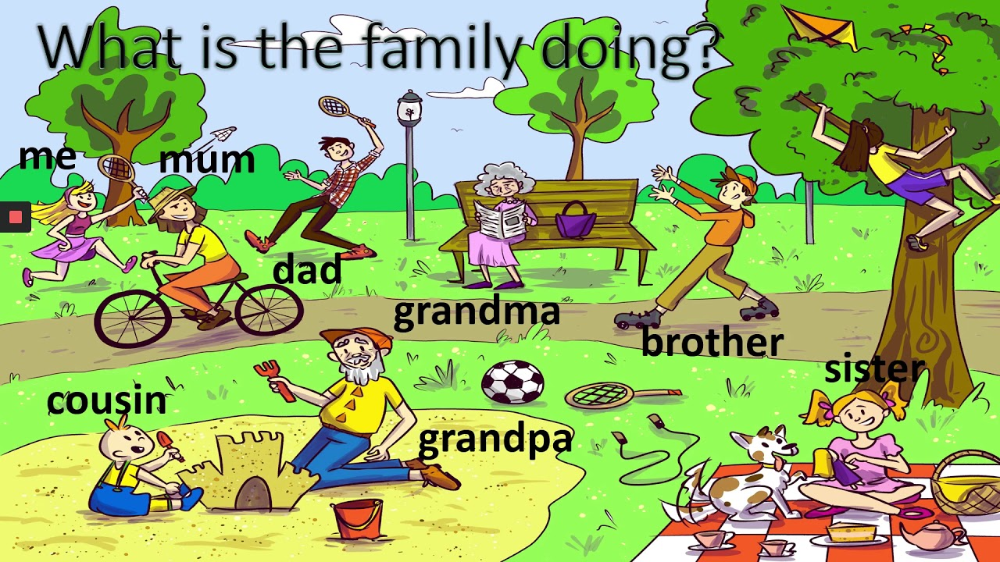 What is the family doing?
me
mum
dad
grandma
brother
sister
cousin
grandpa